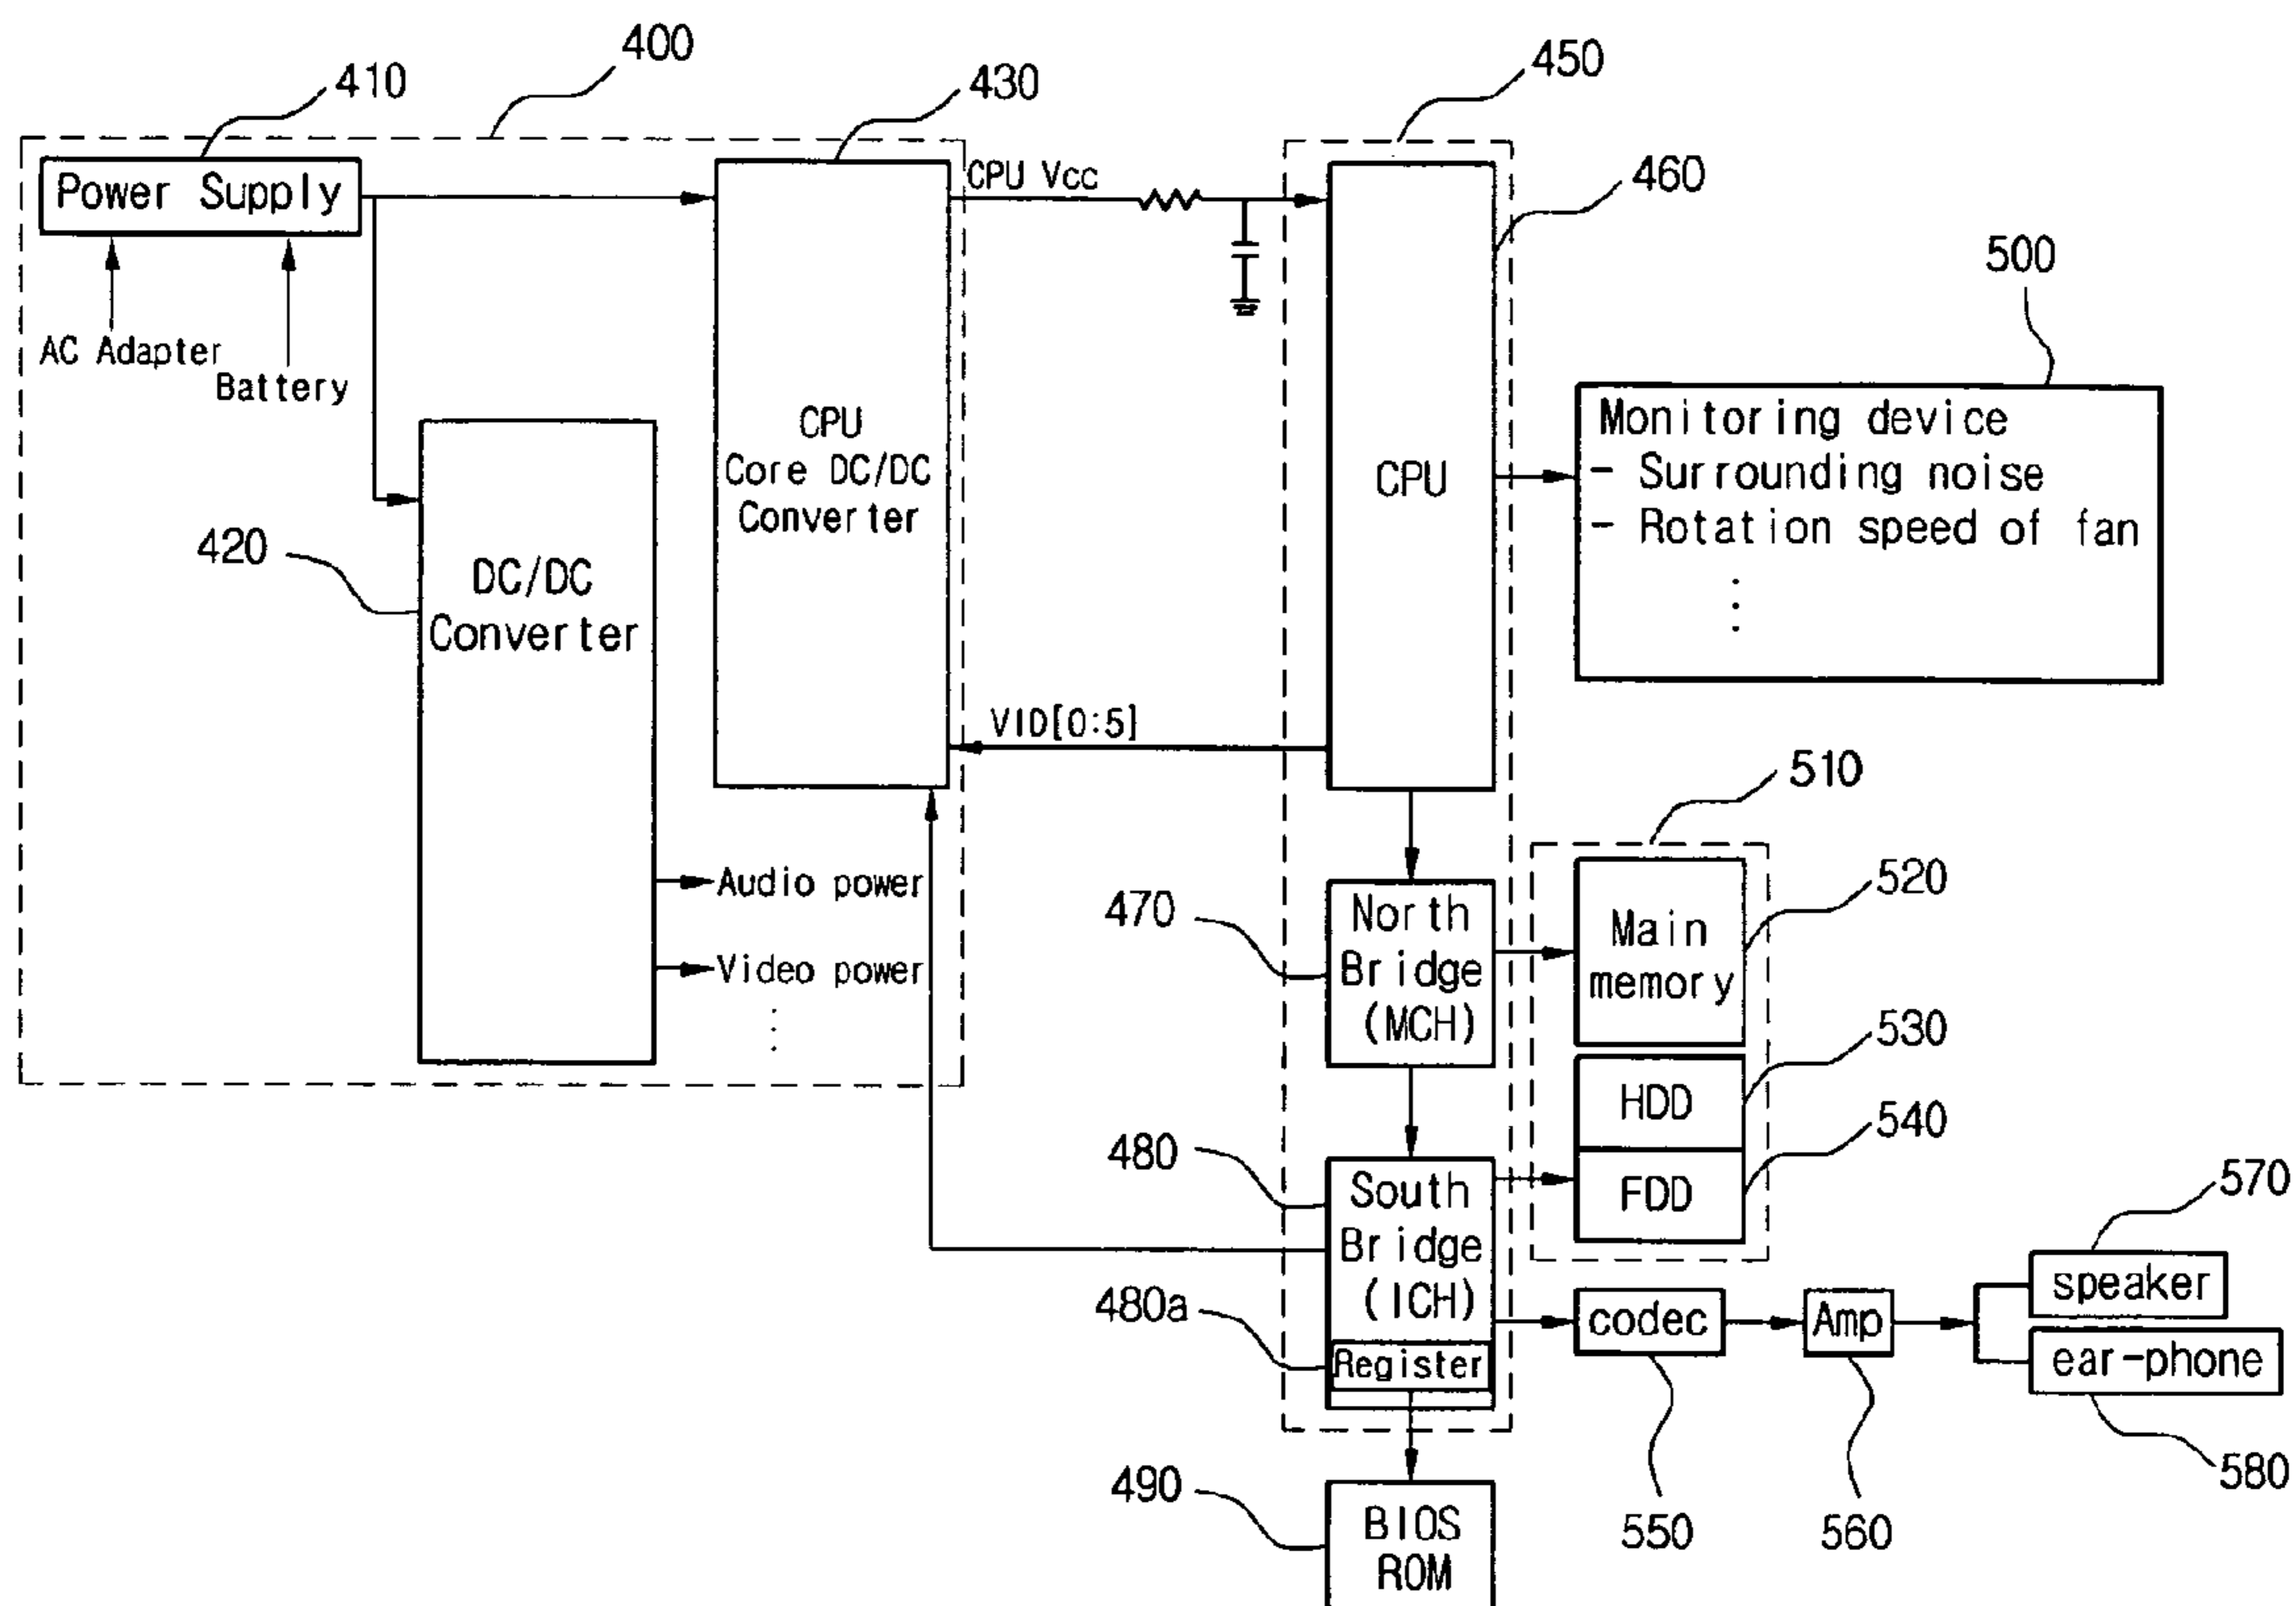 400
410
430
450
Power Supply
CPU Vcc
460
500
AC Adapter
Battery
Monitoring device
- Surrounding noise
- Rotation speed of fan
CPU
Core DC/DC
Converter
CPU
420
DC/DC
Converter
VID[0:5]
510
Audio power
Video power
470
North
Bridge
(MCH)
Main
memory
520
530
HDD
540
FDD
480
South
Bridge
(ICH)
480a
Register
codec
Amp
570
speaker
ear-phone
580
550
560
490
BIOS
ROM